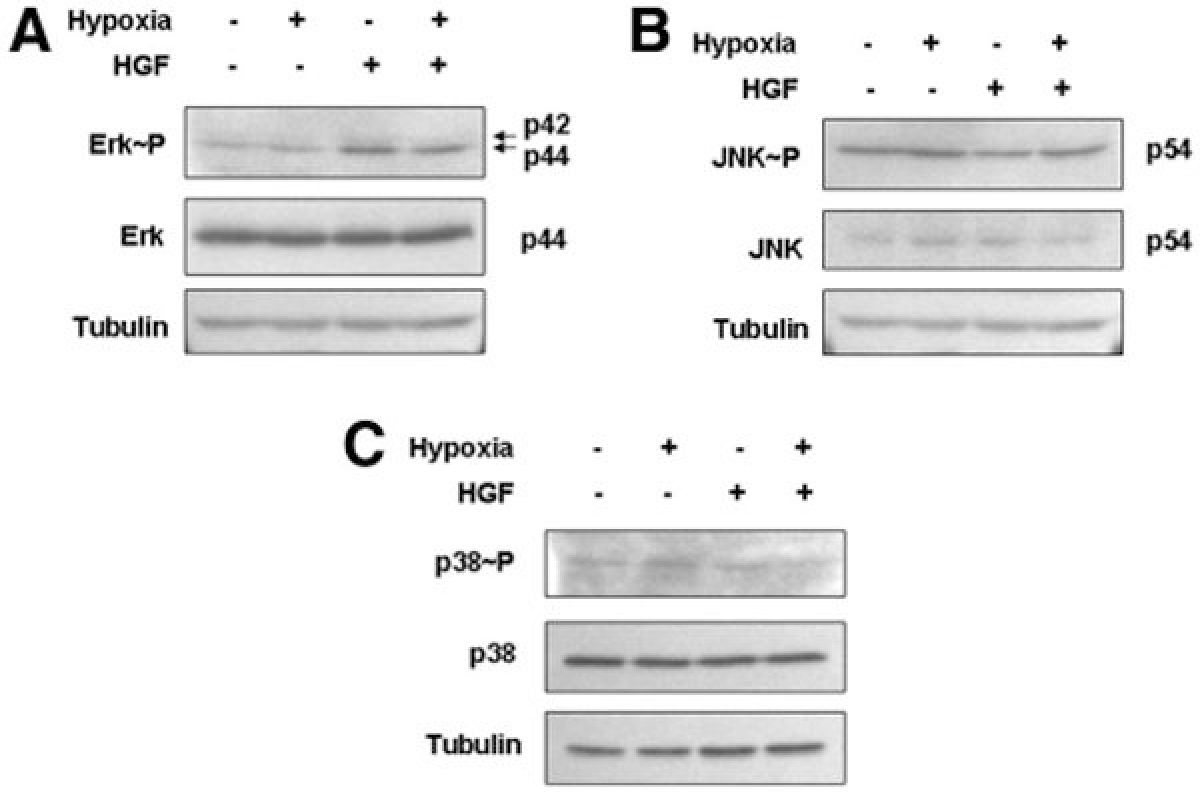 A Hypoxia - + - +
HGF - - + +
Erk~P p42
p44
Erk p44
Tubulin
B Hypoxia - + - +
HGF - - + +
JNK~P p54
JNK p54
Tubulin
C Hypoxia - + - +
HGF - - + +
p38~P
p38
Tubulin